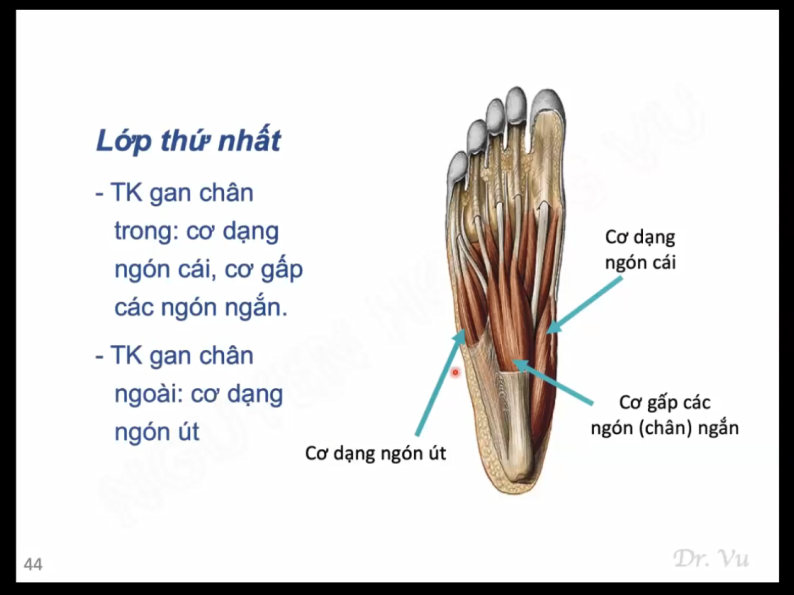 Lớp thứ nhất
- TK gan chân
trong: cơ dạng
ngón cái, cơ gấp
các ngón ngắn.
- TK gan chân
ngoài: cơ dạng
ngón út
Cơ dạng
ngón cái
Cơ gấp các
ngón (chân) ngắn
Cơ dạng ngón út
44
Dr. Vu